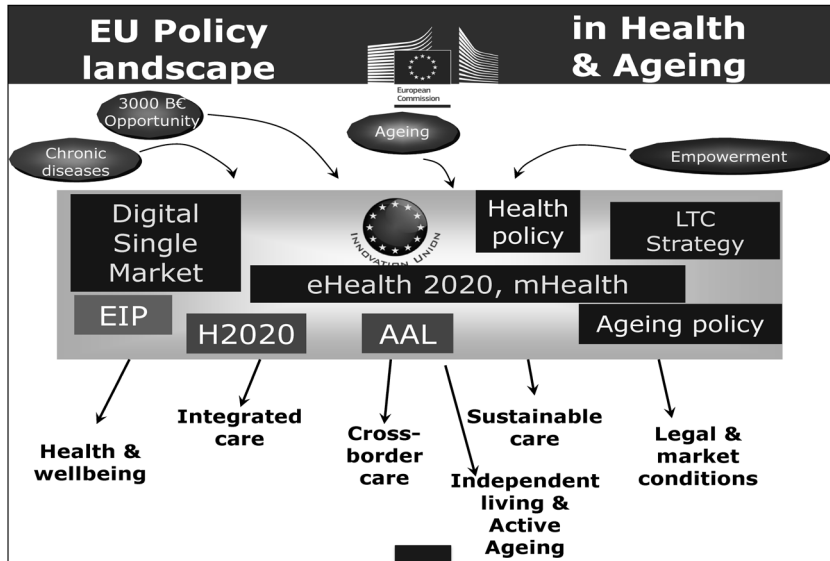 EU Policy
landscape
in Health
& Ageing
European
Commission
3000 B€
Opportunity
Ageing
Chronic
diseases
Empowerment
Digital
Single
Market
INNOVATION UNION
Health
policy
LTC
Strategy
eHealth 2020, mHealth
EIP
H2020
AAL
Ageing policy
Health &
wellbeing
Integrated
care
Cross-
border
care
Independent
living &
Active
Ageing
Sustainable
care
Legal &
market
conditions